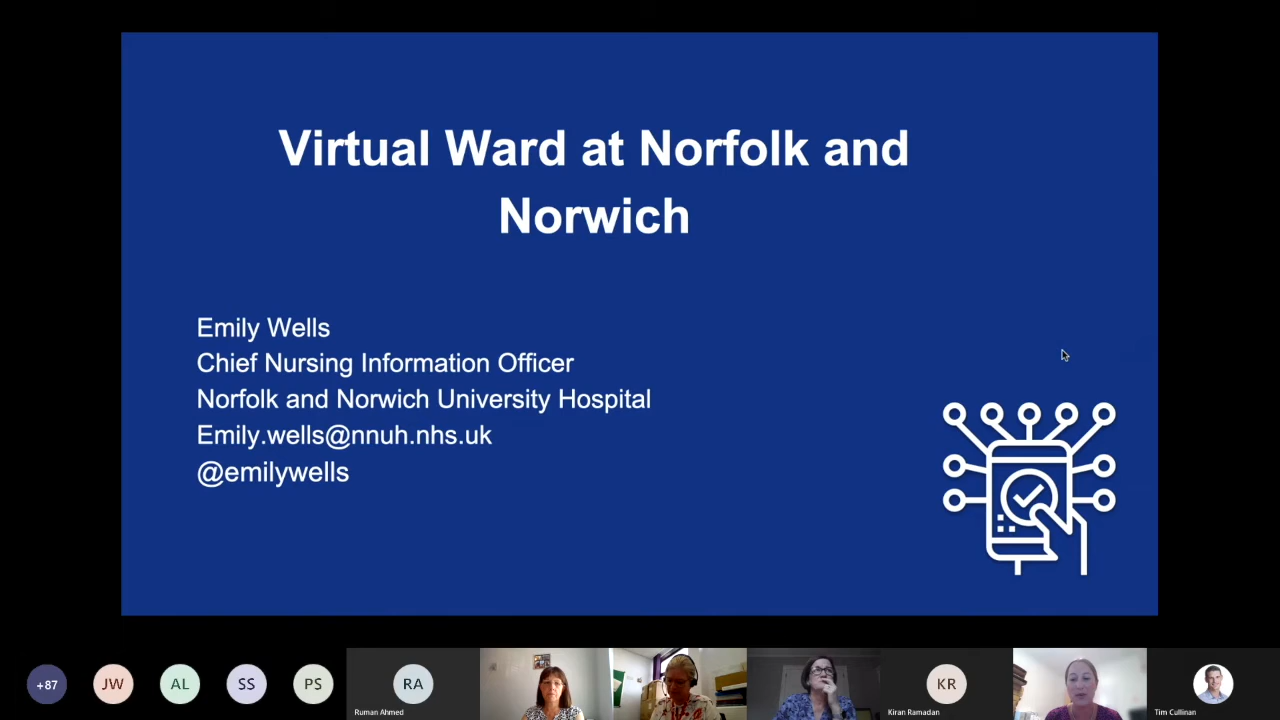 Virtual Ward at Norfolk and
Norwich
Emily Wells
Chief Nursing Information Officer
Norfolk and Norwich University Hospital
Emily.wells@nnuh.nhs.uk
@emilywells
+87
JW
AL
SS
PS
RA
KR
Ruman Ahmed
Kiran Ramadan
Tim Cullinan